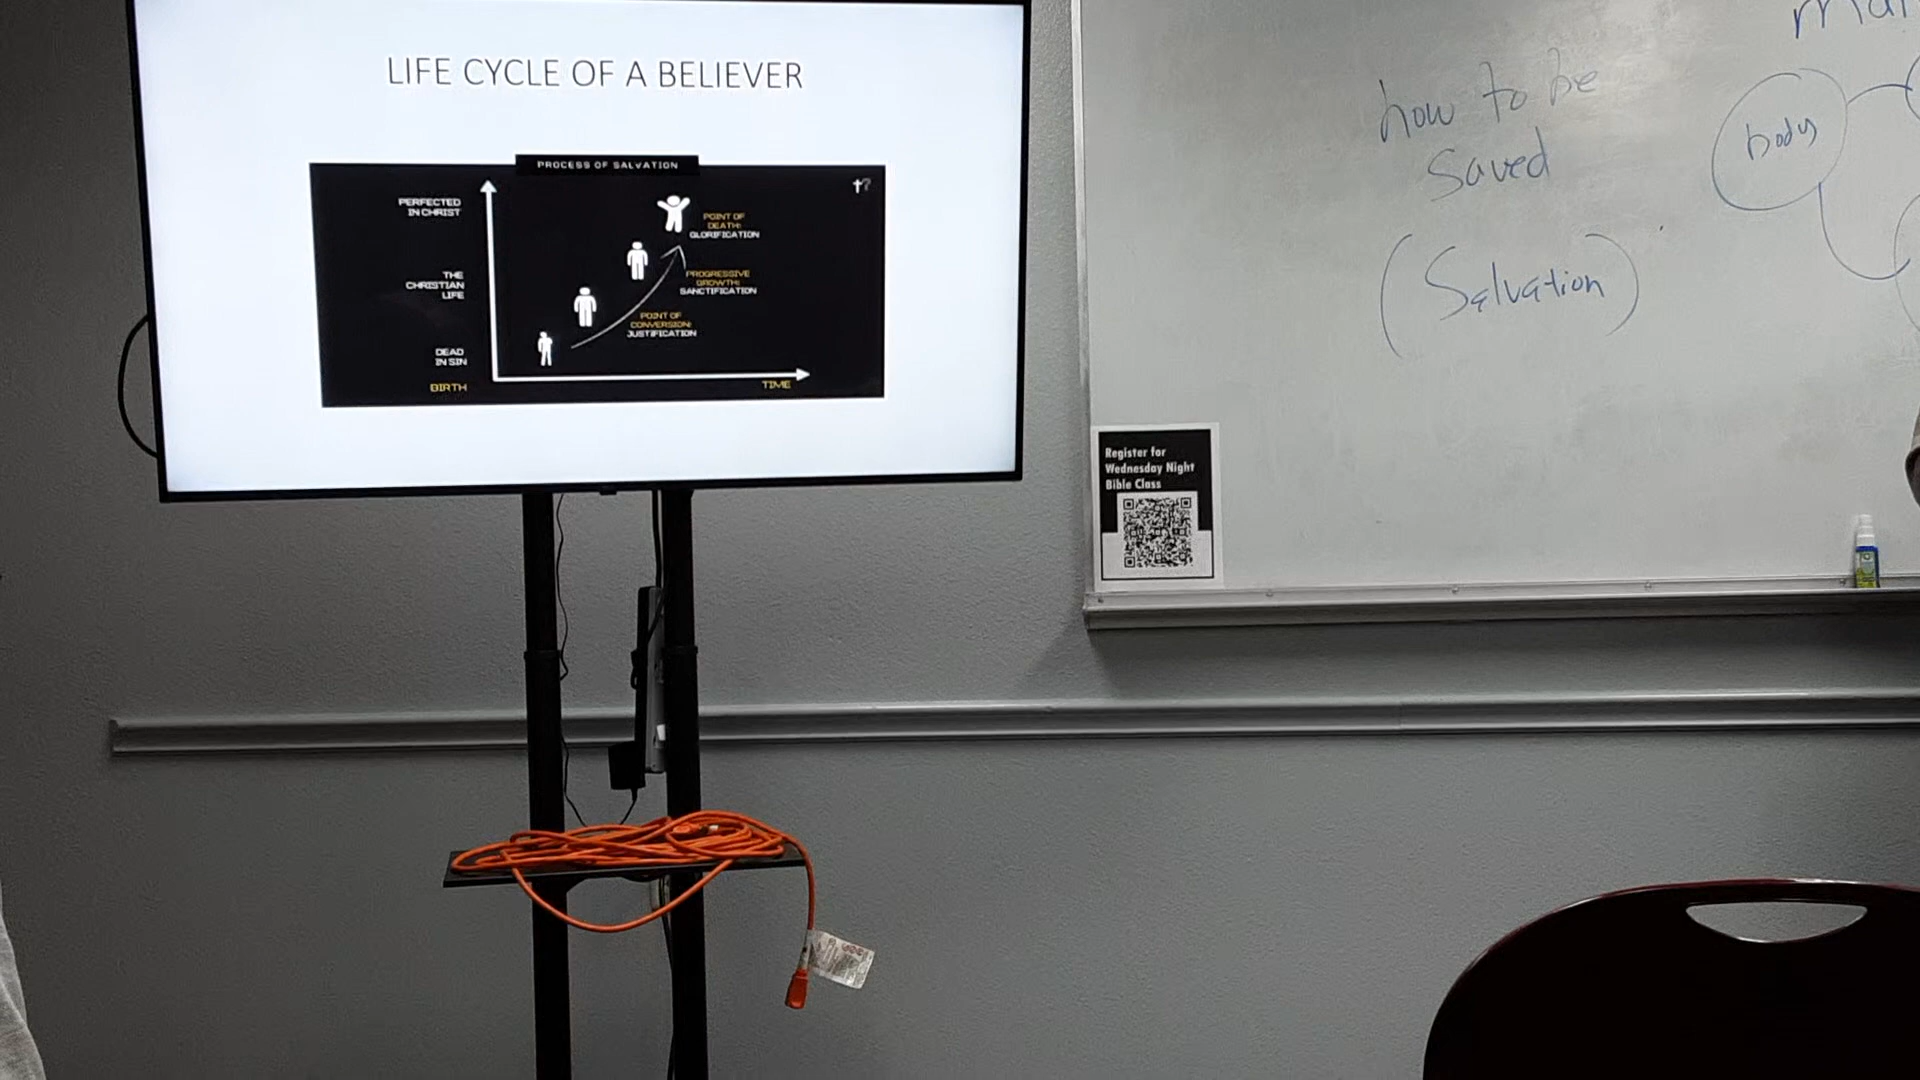 LIFE CYCLE OF A BELIEVER
PROCESS OF SALVATION
PERFECTED
IN CHRIST
THE
CHRISTIAN
LIFE
DEAD
IN SIN
BIRTH
TIME
POINT OF
DEATH:
GLORIFICATION
PROGRESSIVE
GROWTH:
SANCTIFICATION
POINT OF
CONVERSION:
JUSTIFICATION
how to be
saved
(Salvation)
body
Register for
Wednesday Night
Bible Class